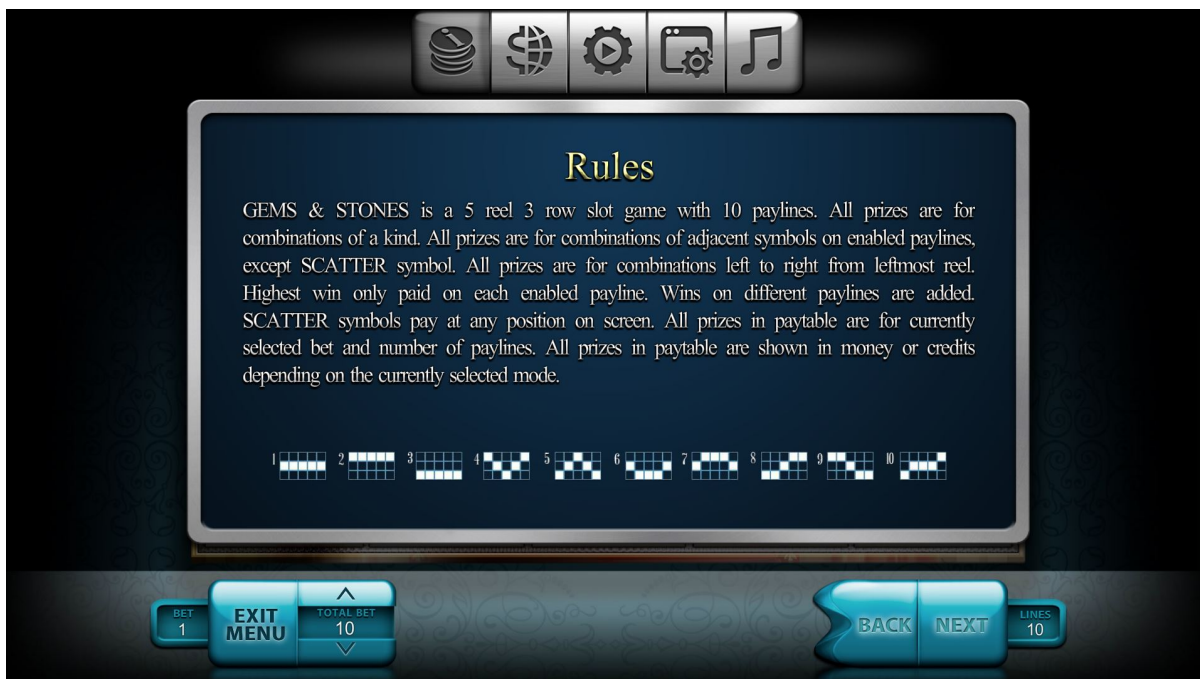 Rules
GEMS & STONES is a 5 reel 3 row slot game with 10 paylines. All prizes are for
combinations of a kind. All prizes are for combinations of adjacent symbols on enabled paylines,
except SCATTER symbol. All prizes are for combinations left to right from leftmost reel.
Highest win only paid on each enabled payline. Wins on different paylines are added.
SCATTER symbols pay at any position on screen. All prizes in paytable are for currently
selected bet and number of paylines. All prizes in paytable are shown in money or credits
depending on the currently selected mode.
1 2 3 4 5 6 7 8 9 10
BET
1
EXIT
MENU
TOTAL BET
10
BACK
NEXT
LINES
10